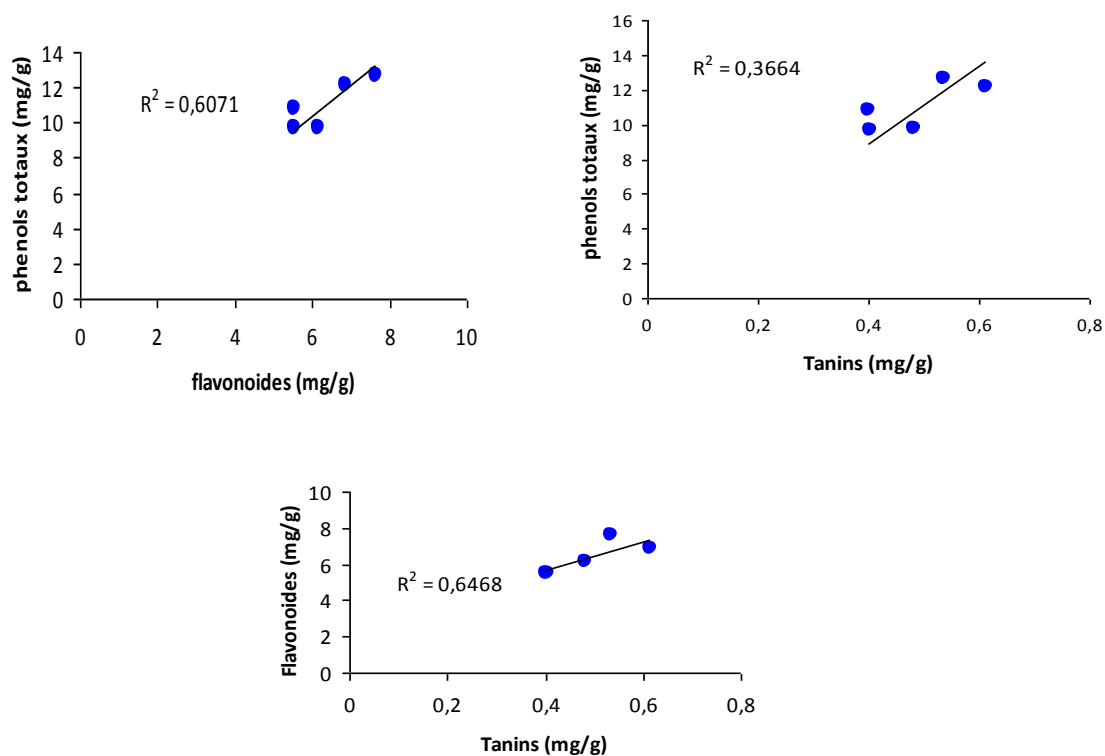 phenols totaux (mg/g)
14
12
10
8
6
4
2
0
R² = 0,6071
0 2 4 6 8 10
flavonoides (mg/g)
phenols totaux (mg/g)
16
14
12
10
8
6
4
2
0
R² = 0,3664
0 0,2 0,4 0,6 0,8
Tanins (mg/g)
Flavonoides (mg/g)
10
8
6
4
2
0
R² = 0,6468
0 0,2 0,4 0,6 0,8
Tanins (mg/g)